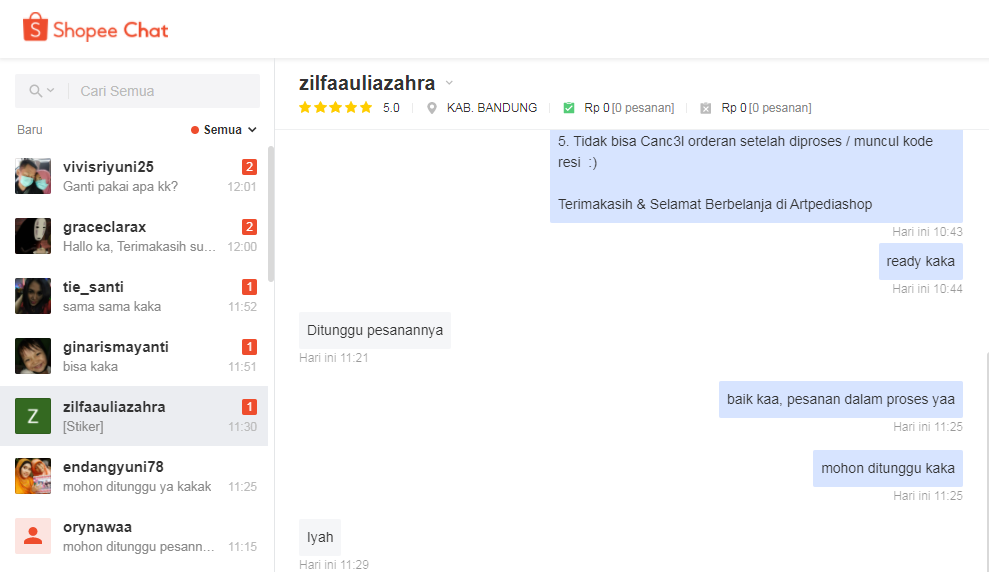 Shopee Chat
Cari Semua
Baru
Semua
vivisriyuni25
2
Ganti pakai apa kk?
12:01
graceclarax
2
Hallo ka, Terimakasih su...
12:00
tie_santi
1
sama sama kaka
11:52
ginarismayanti
1
bisa kaka
11:51
Z
zilfaauliazahra
1
[Stiker]
11:30
endangyuni78
mohon ditunggu ya kakak
11:25
orynawaa
mohon ditunggu pesann...
11:15
zilfaauliazahra
5.0
KAB. BANDUNG
Rp 0 [0 pesanan]
Rp 0 [0 pesanan]
5. Tidak bisa Canc3l orderan setelah diproses / muncul kode
resi :)
Terimakasih & Selamat Berbelanja di Artpediashop
Hari ini 10:43
ready kaka
Hari ini 10:44
Ditunggu pesanannya
Hari ini 11:21
baik kaa, pesanan dalam proses yaa
Hari ini 11:25
mohon ditunggu kaka
Hari ini 11:25
Iyah
Hari ini 11:29